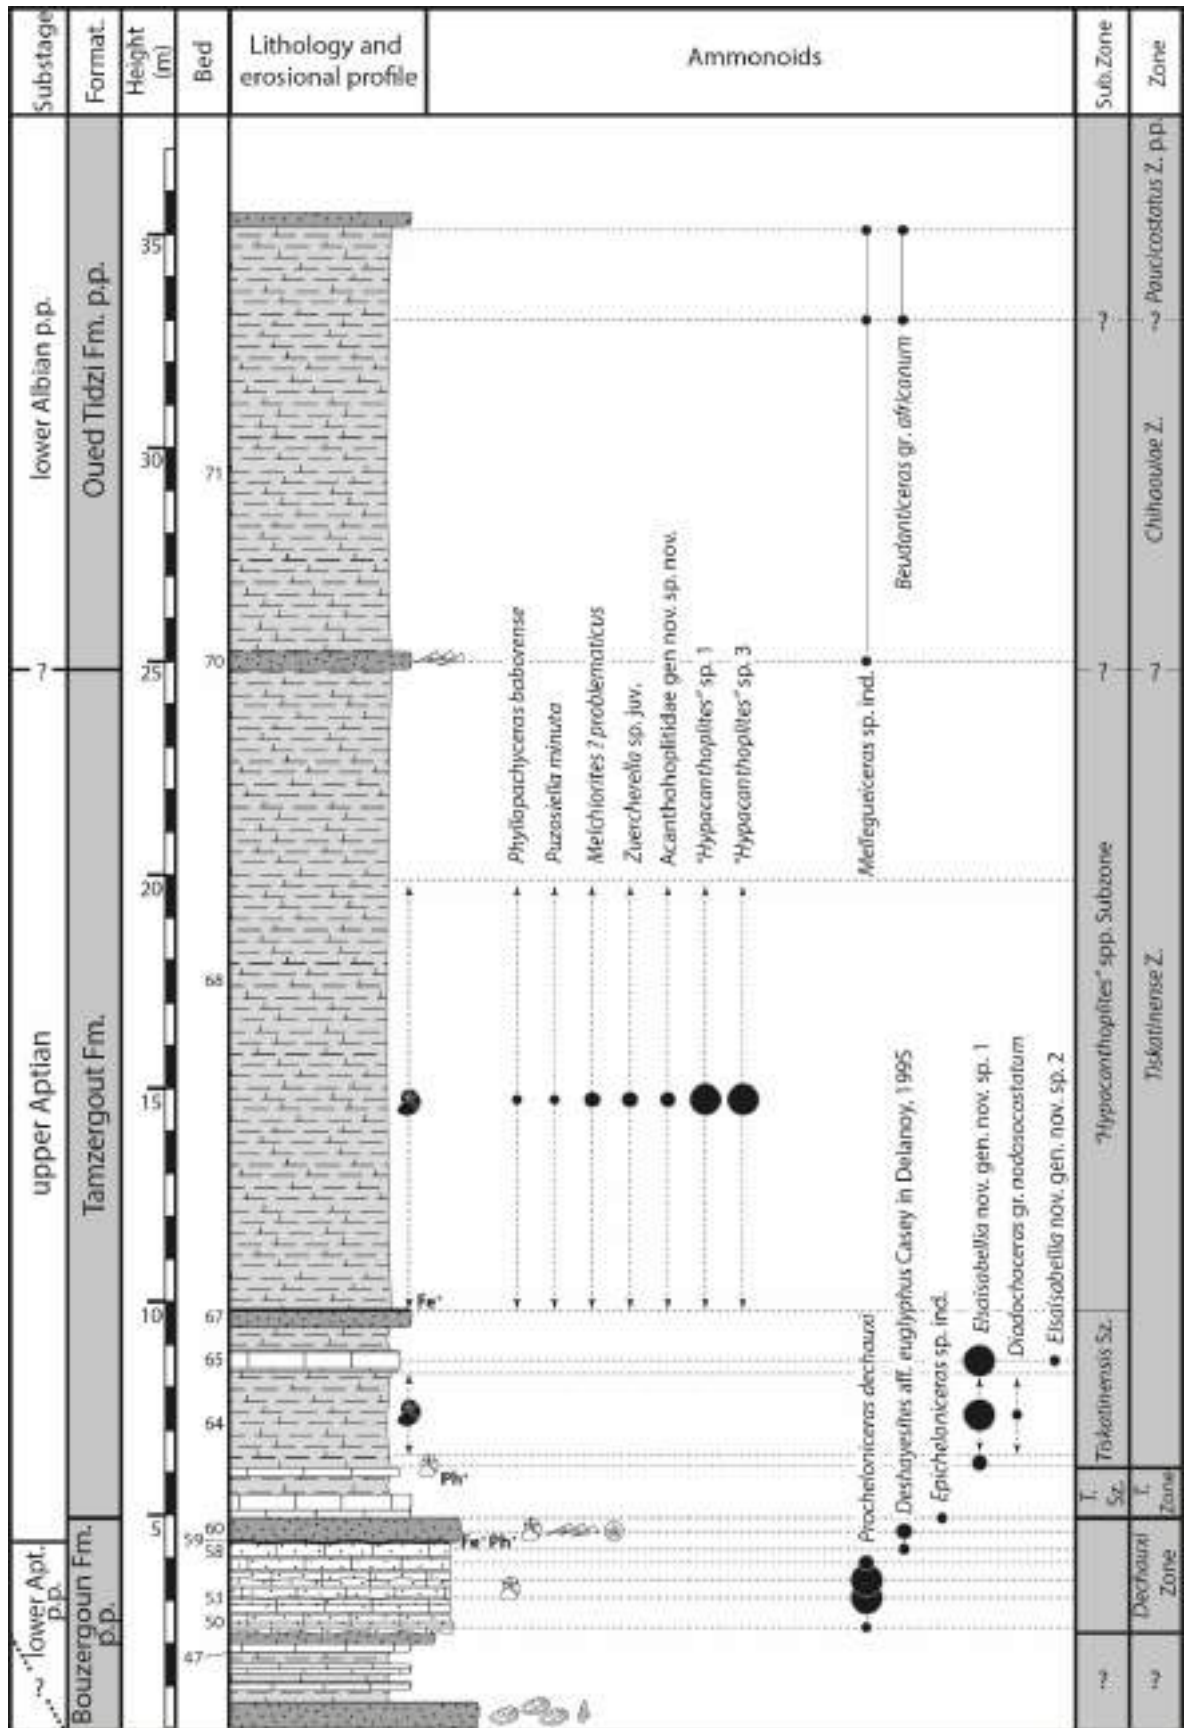 Substage
Format.
Height
(m)
Bed
Lithology and
erosional profile
Ammonoids
Sub.Zone
Zone
lower Albian p.p.
?
upper Aptian
lower Apt.
p.p.
?
Oued Tidzi Fm. p.p.
Tamzergout Fm.
Bouzergoun Fm.
p.p.
35
30
25
20
15
10
5
71
70
68
67
65
64
60
59
58
51
50
47
Fe+
Ph+
Fe+ Ph+
Phyllopachyceras baborense
Puzosiella minuta
Melchiorites ? problematicus
Zuercherella sp. juv.
Acanthohoplitidae gen nov. sp. nov.
"Hypacanthoplites" sp. 1
"Hypacanthoplites" sp. 3
Mellegueiceras sp. ind.
Beudanticeras gr. africanum
Procheloniceras dechauxi
Deshayesites aff. euglyphus Casey in Delanoy, 1995
Epicheloniceras sp. ind.
Elsaisabellia nov. gen. nov. sp. 1
Diadochoceras gr. nodosocostatum
Elsaisabellia nov. gen. nov. sp. 2
?
?
"Hypacanthoplites" spp. Subzone
Tiskatinensis Sz.
T.
Sz.
?
Paucicostatus Z. p.p.
?
Chihaouiae Z.
?
Tiskatinense Z.
T.
Zone
Dechauxi
Zone
?